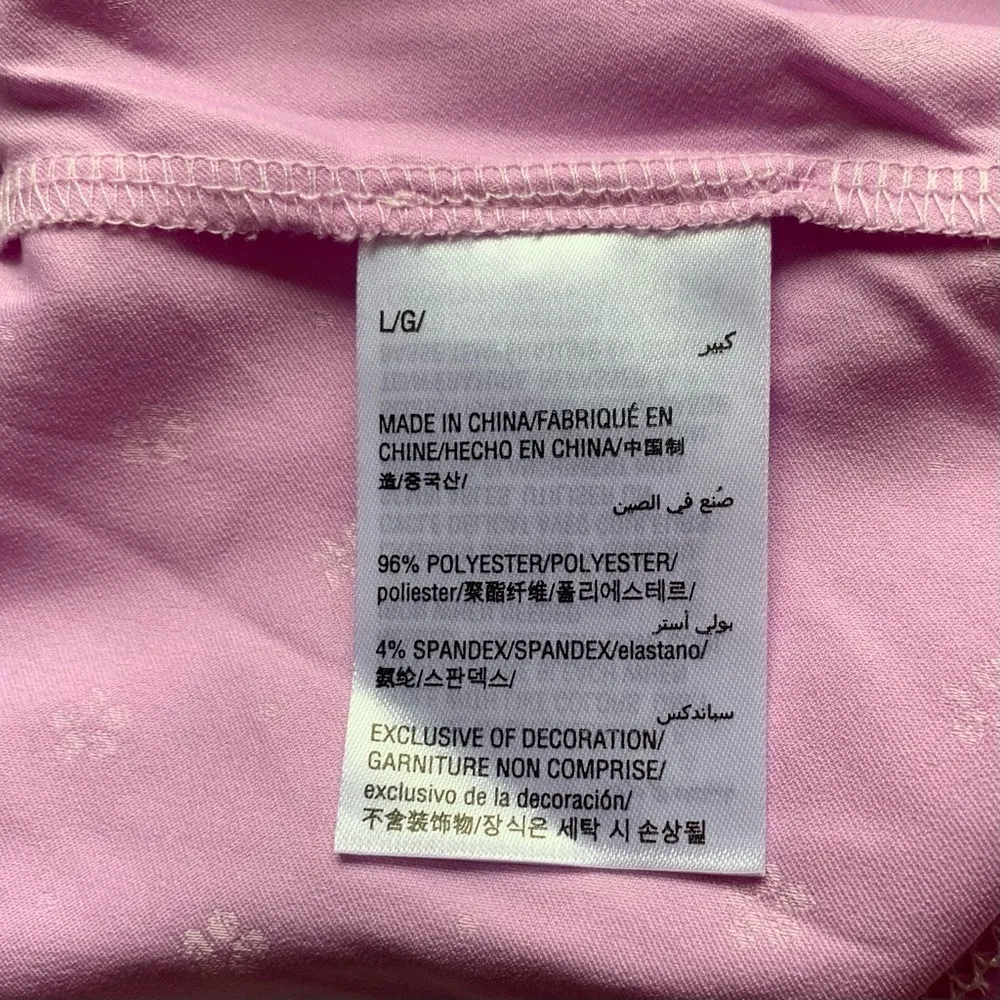 L/G/
كبير
MADE IN CHINA/FABRIQUÉ EN
CHINE/HECHO EN CHINA/中国制
造/중국산/
صُنع في الصين
96% POLYESTER/POLYESTER/
poliester/聚酯纤维/폴리에스테르/
بولي أستر
4% SPANDEX/SPANDEX/elastano/
氨纶/스판덱스/
سباندكس
EXCLUSIVE OF DECORATION/
GARNITURE NON COMPRISE/
exclusivo de la decoración/
不含装饰物/장식은 세탁 시 손상될